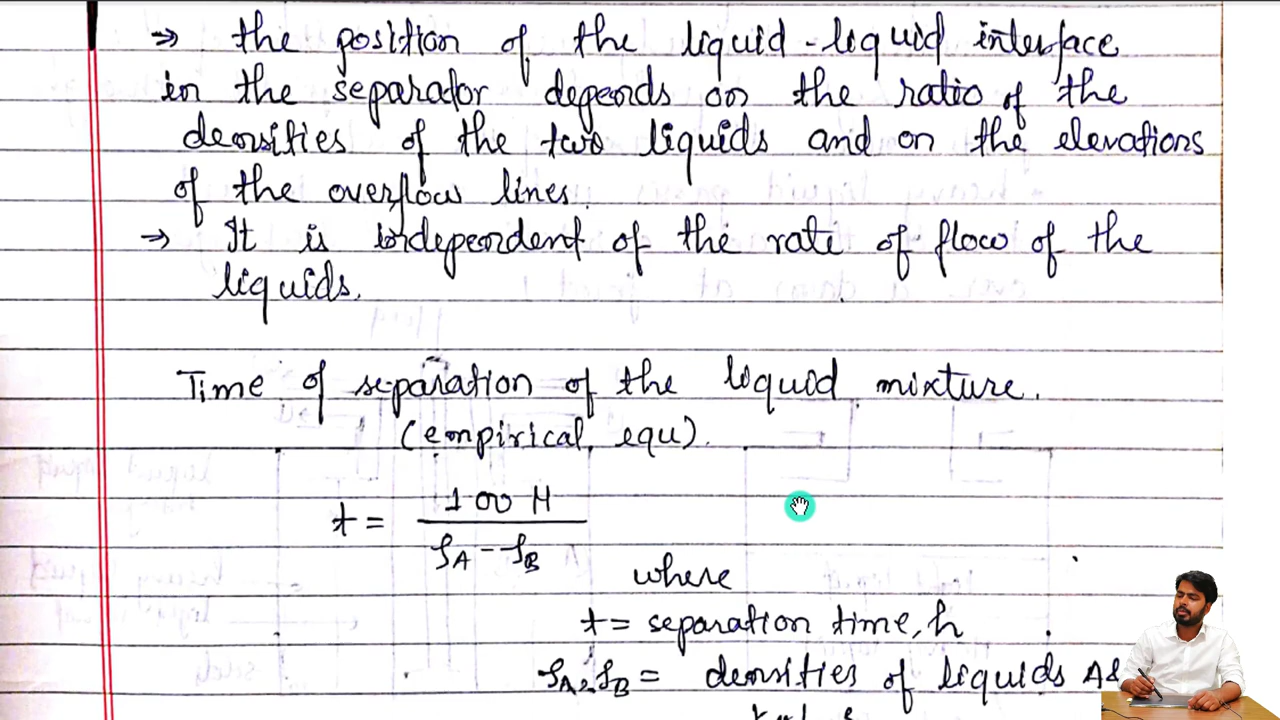 → the position of the liquid-liquid interface
in the separator depends on the ratio of the
densities of the two liquids and on the elevations
of the overflow lines.
→ It is independent of the rate of flow of the
liquids.
Time of separation of the liquid mixture.
(empirical equ).
t = 100 H / ρA - ρB
where
t = separation time, h
ρA, ρB = densities of liquids A&